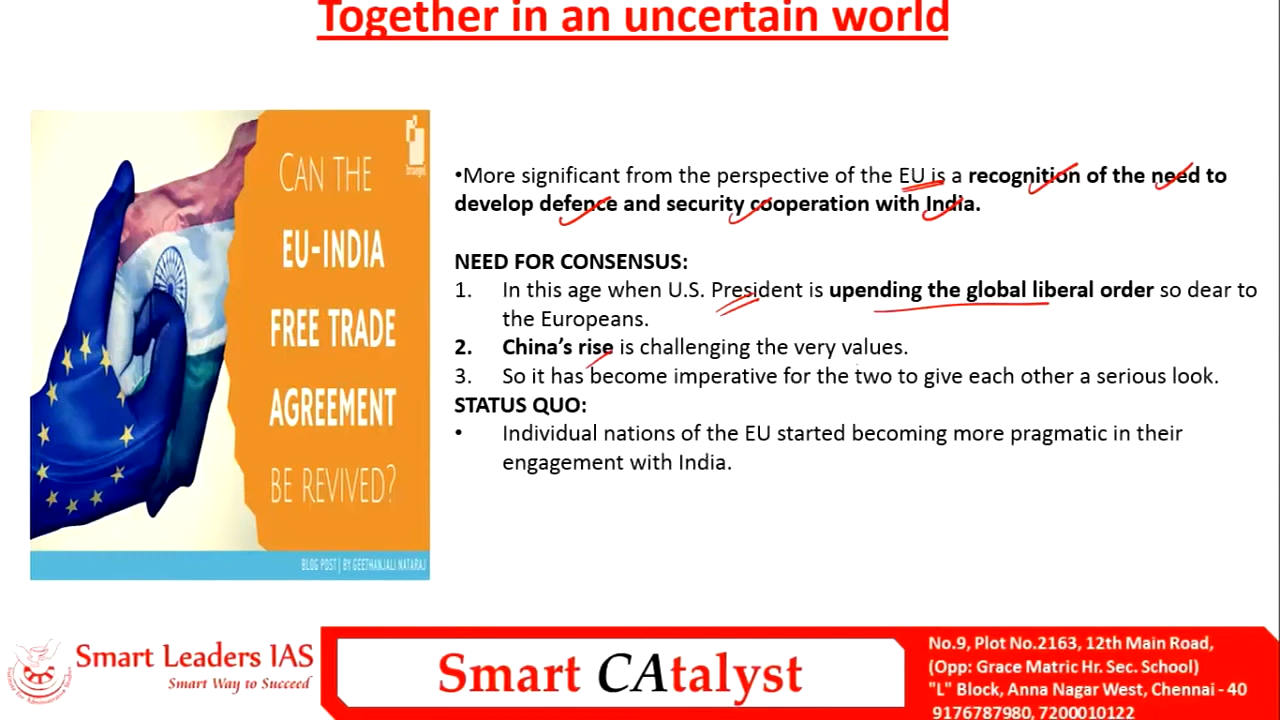 Together in an uncertain world
CAN THE
EU-INDIA
FREE TRADE
AGREEMENT
BE REVIVED?
BLOG POST | BY GEETHANJALI NATARAJ
•More significant from the perspective of the EU is a recognition of the need to
develop defence and security cooperation with India.
NEED FOR CONSENSUS:
1. In this age when U.S. President is upending the global liberal order so dear to
the Europeans.
2. China’s rise is challenging the very values.
3. So it has become imperative for the two to give each other a serious look.
STATUS QUO:
• Individual nations of the EU started becoming more pragmatic in their
engagement with India.
Smart Leaders IAS
Smart Way to Succeed
Smart CAtalyst
No.9, Plot No.2163, 12th Main Road,
(Opp: Grace Matric Hr. Sec. School)
"L" Block, Anna Nagar West, Chennai - 40
9176787980, 7200010122